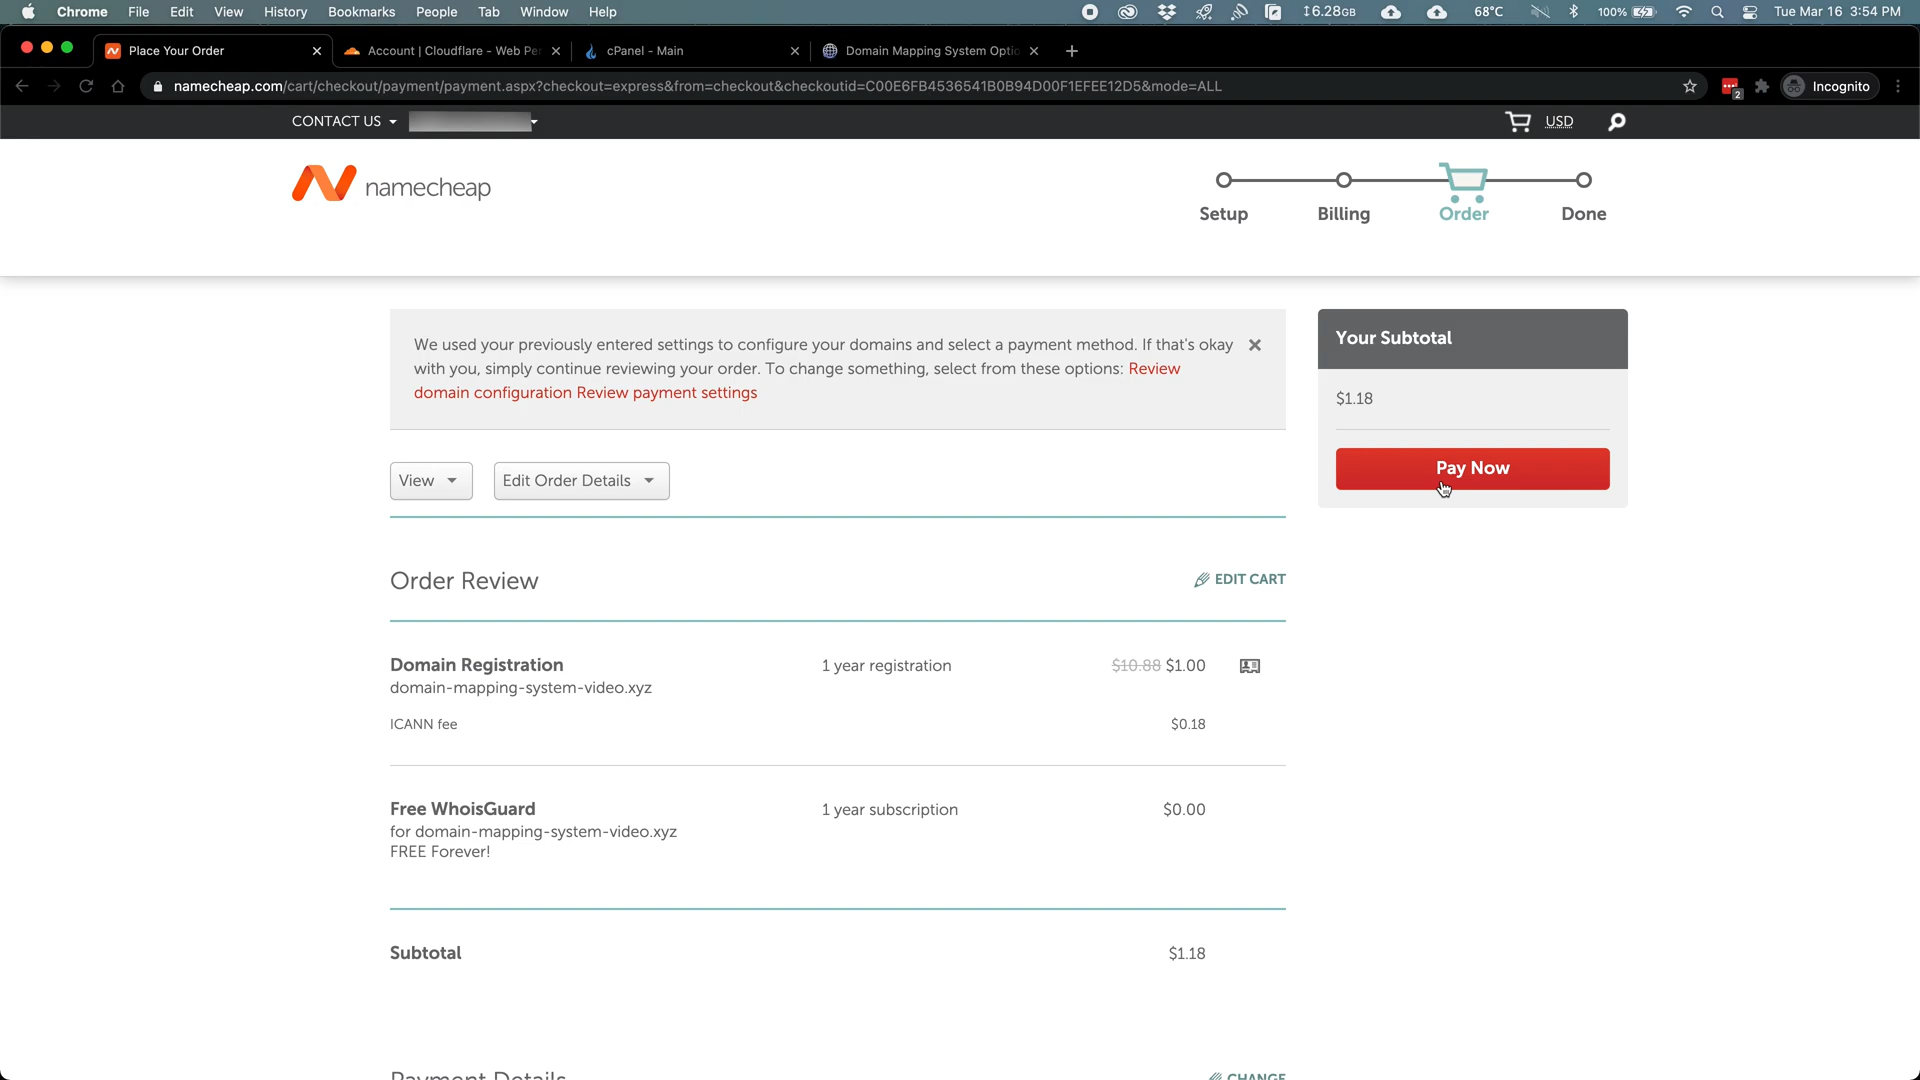 Chrome File Edit View History Bookmarks People Tab Window Help 6.28GB 68°C 100% Tue Mar 16 3:54 PM
Place Your Order Account | Cloudflare - Web Per cPanel - Main Domain Mapping System Optio
namecheap.com/cart/checkout/payment/payment.aspx?checkout=express&from=checkout&checkoutid=C00E6FB4536541B0B94D00F1EFEE12D5&mode=ALL 2 Incognito
CONTACT US USD
namecheap
Setup Billing Order Done
We used your previously entered settings to configure your domains and select a payment method. If that's okay
with you, simply continue reviewing your order. To change something, select from these options: Review
domain configuration Review payment settings
Your Subtotal
$1.18
Pay Now
View Edit Order Details
Order Review EDIT CART
Domain Registration 1 year registration $10.88 $1.00
domain-mapping-system-video.xyz
ICANN fee $0.18
Free WhoisGuard 1 year subscription $0.00
for domain-mapping-system-video.xyz
FREE Forever!
Subtotal $1.18
Payment Details CHANGE